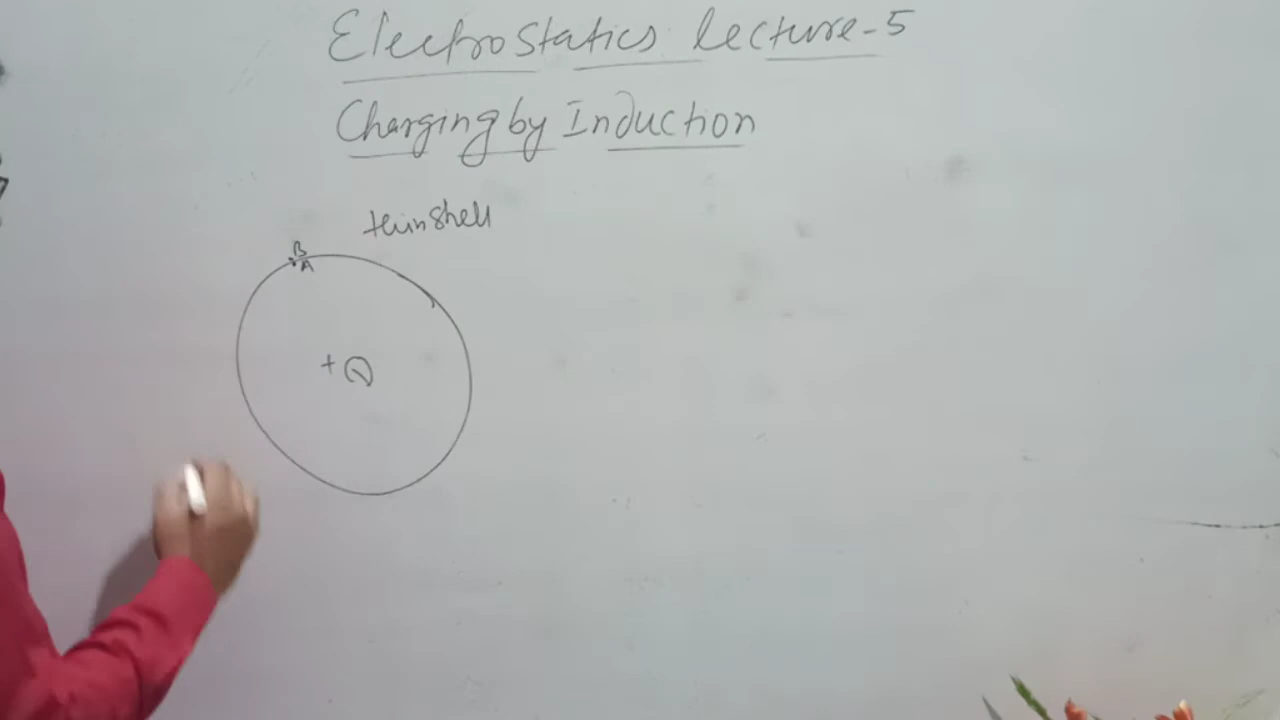 Electrostatics lecture-5
Charging by Induction
thin shell
B
A
+ Q